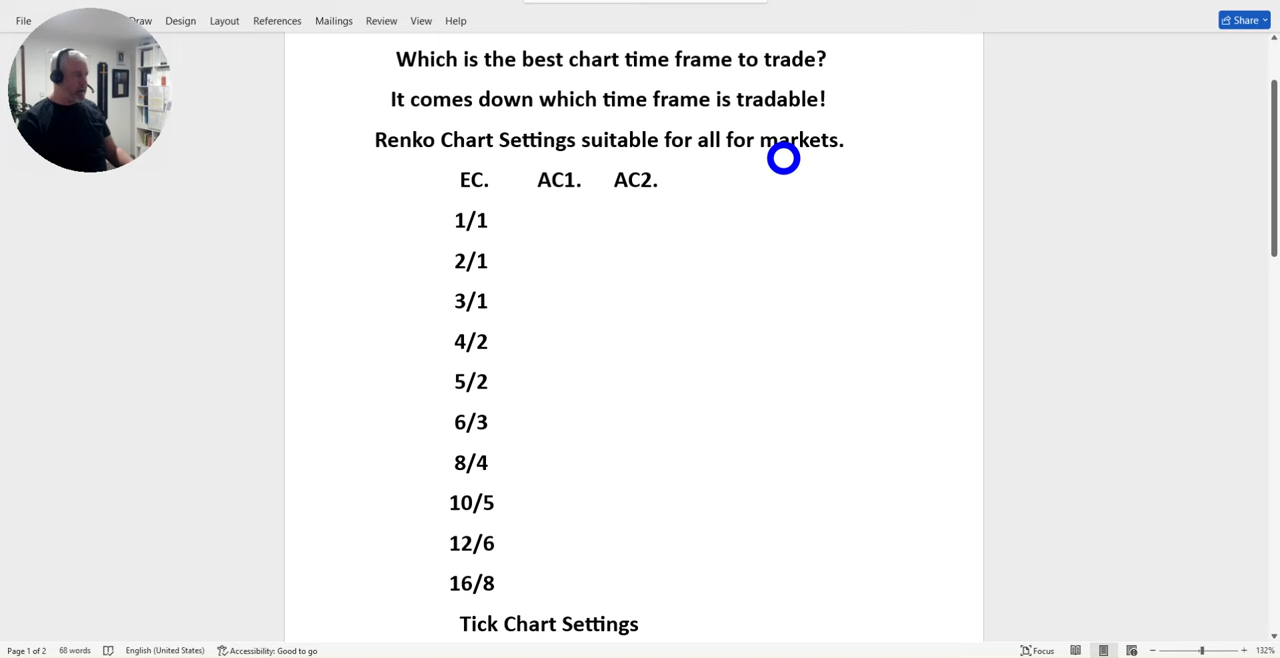 File Draw Design Layout References Mailings Review View Help Share
Which is the best chart time frame to trade?
It comes down which time frame is tradable!
Renko Chart Settings suitable for all for markets.
EC. AC1. AC2.
1/1
2/1
3/1
4/2
5/2
6/3
8/4
10/5
12/6
16/8
Tick Chart Settings
Page 1 of 2 68 words English (United States) Accessibility: Good to go Focus 132%